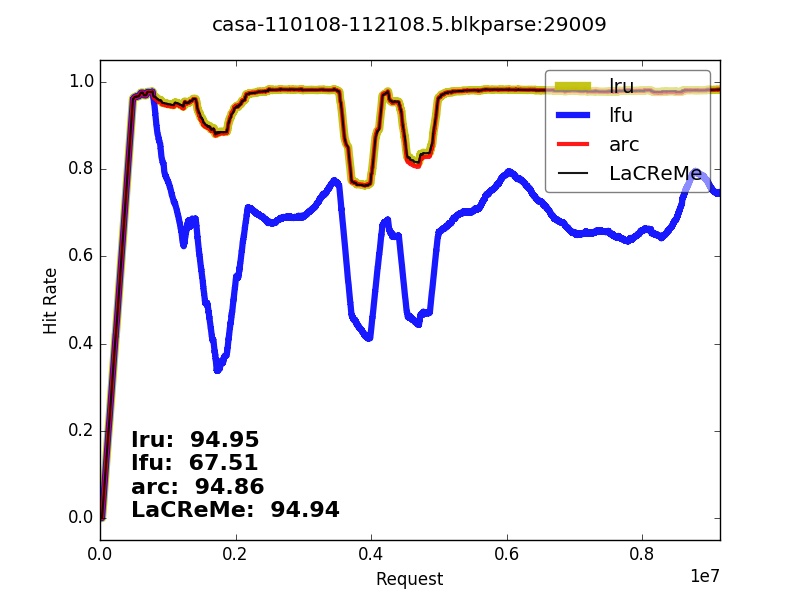 casa-110108-112108.5.blkparse:29009
1.0
0.8
0.6
0.4
0.2
0.0
Hit Rate
lru
lfu
arc
LaCReMe
lru: 94.95
lfu: 67.51
arc: 94.86
LaCReMe: 94.94
0.0 0.2 0.4 0.6 0.8
Request
1e7